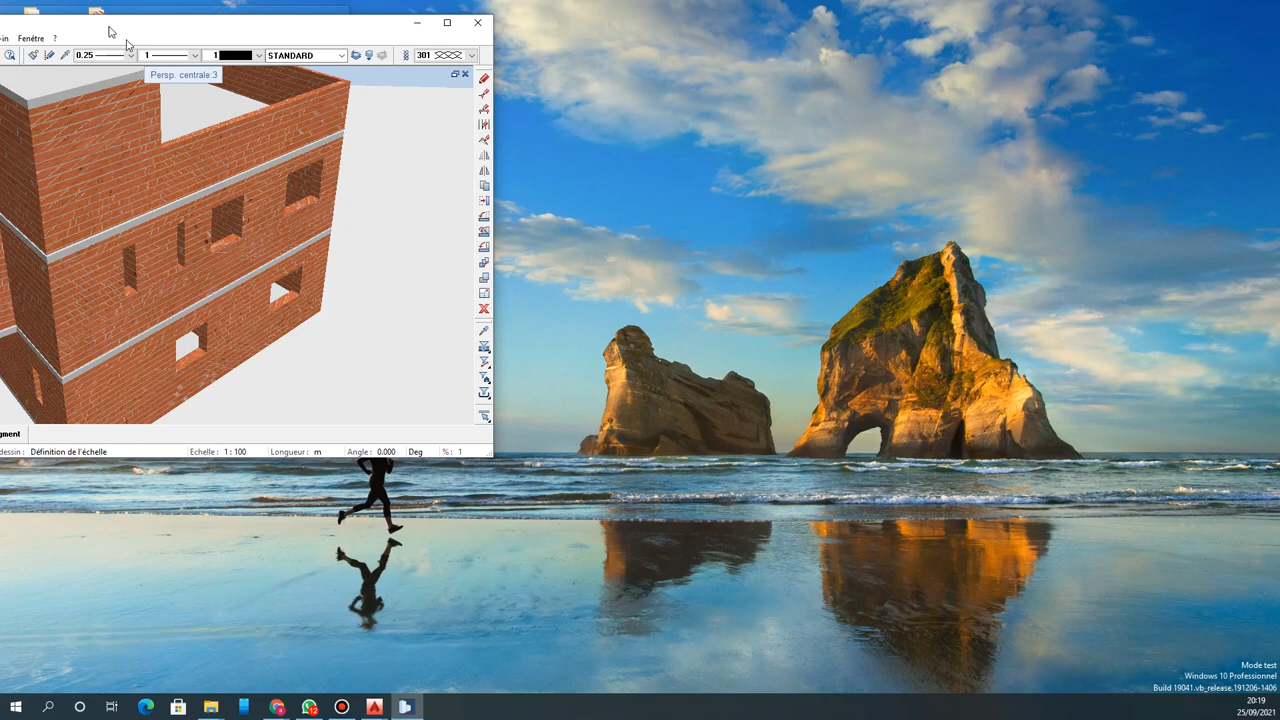 -in Fenêtre ?
0.25 1 1 STANDARD 301
Persp. centrale:3
gment
dessin : Définition de l'échelle Echelle : 1 : 100 Longueur : m Angle : 0.000 Deg % : 1
12
Mode test
Windows 10 Professionnel
Build 19041.vb_release.191206-1406
20:19
25/09/2021